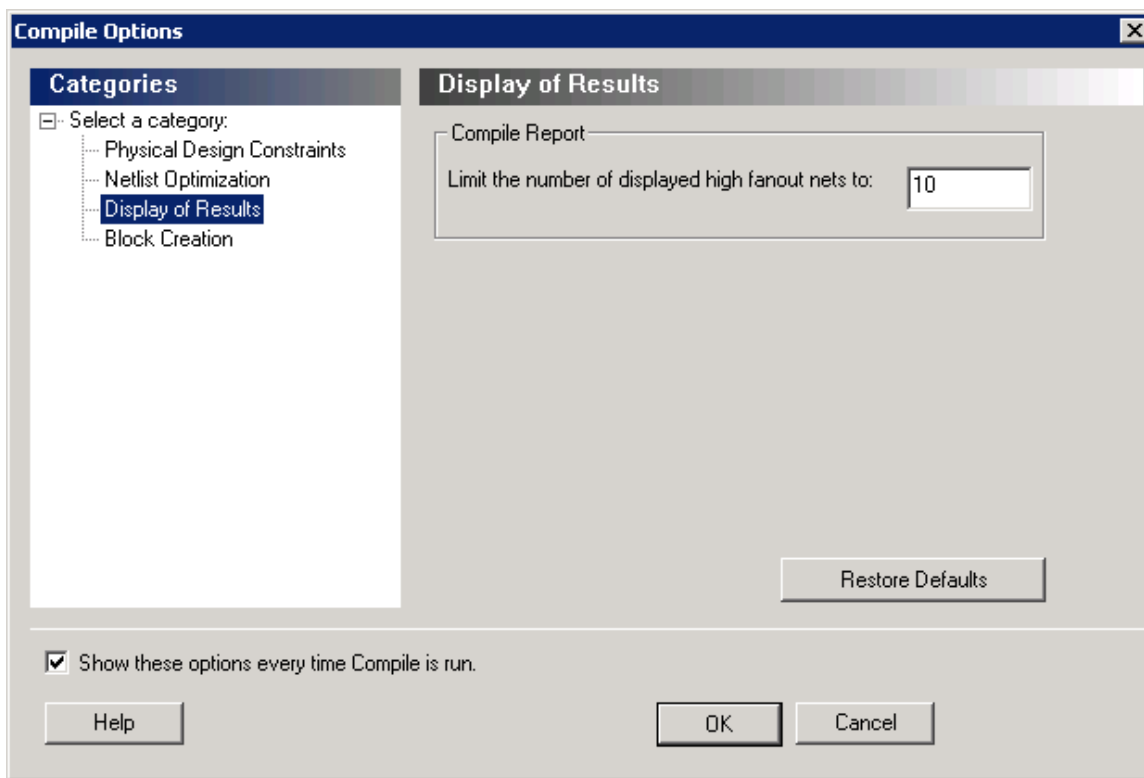 Compile Options
Categories
Select a category:
Physical Design Constraints
Netlist Optimization
Display of Results
Block Creation
Display of Results
Compile Report
Limit the number of displayed high fanout nets to:
10
Restore Defaults
Show these options every time Compile is run.
Help
OK
Cancel